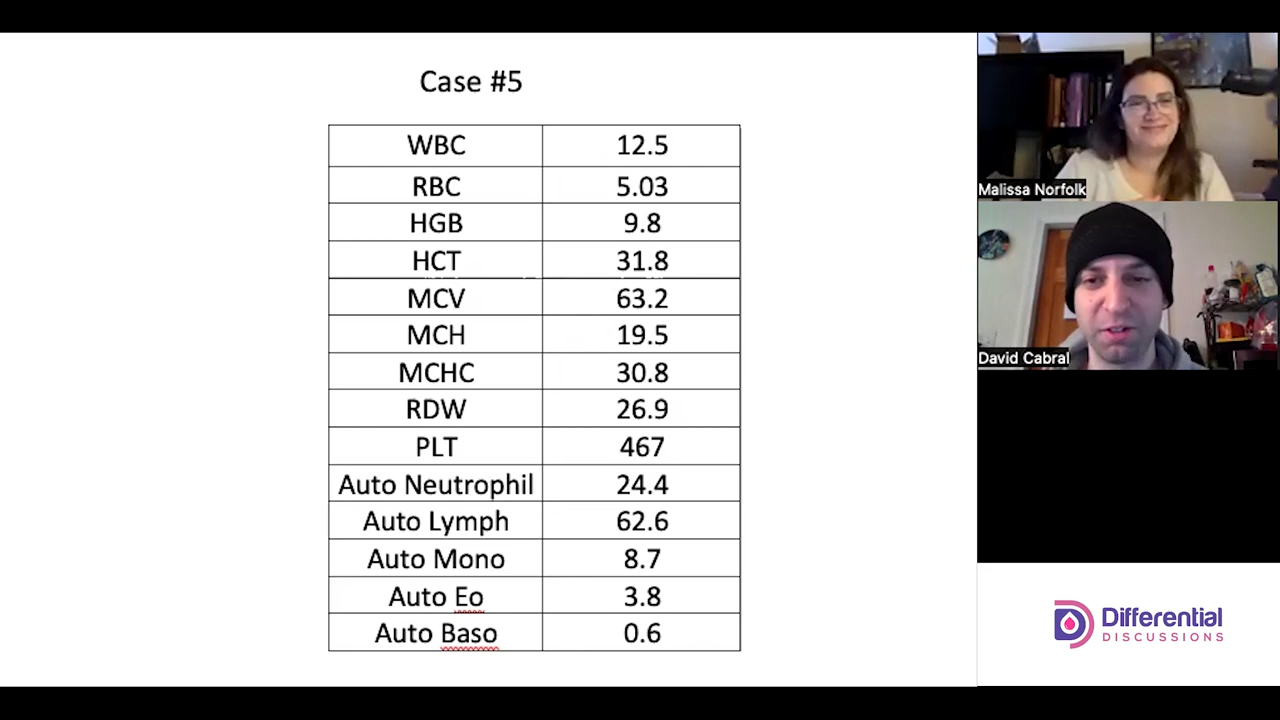 Case #5
WBC 12.5
RBC 5.03
HGB 9.8
HCT 31.8
MCV 63.2
MCH 19.5
MCHC 30.8
RDW 26.9
PLT 467
Auto Neutrophil 24.4
Auto Lymph 62.6
Auto Mono 8.7
Auto Eo 3.8
Auto Baso 0.6
Malissa Norfolk
David Cabral
Differential
DISCUSSIONS